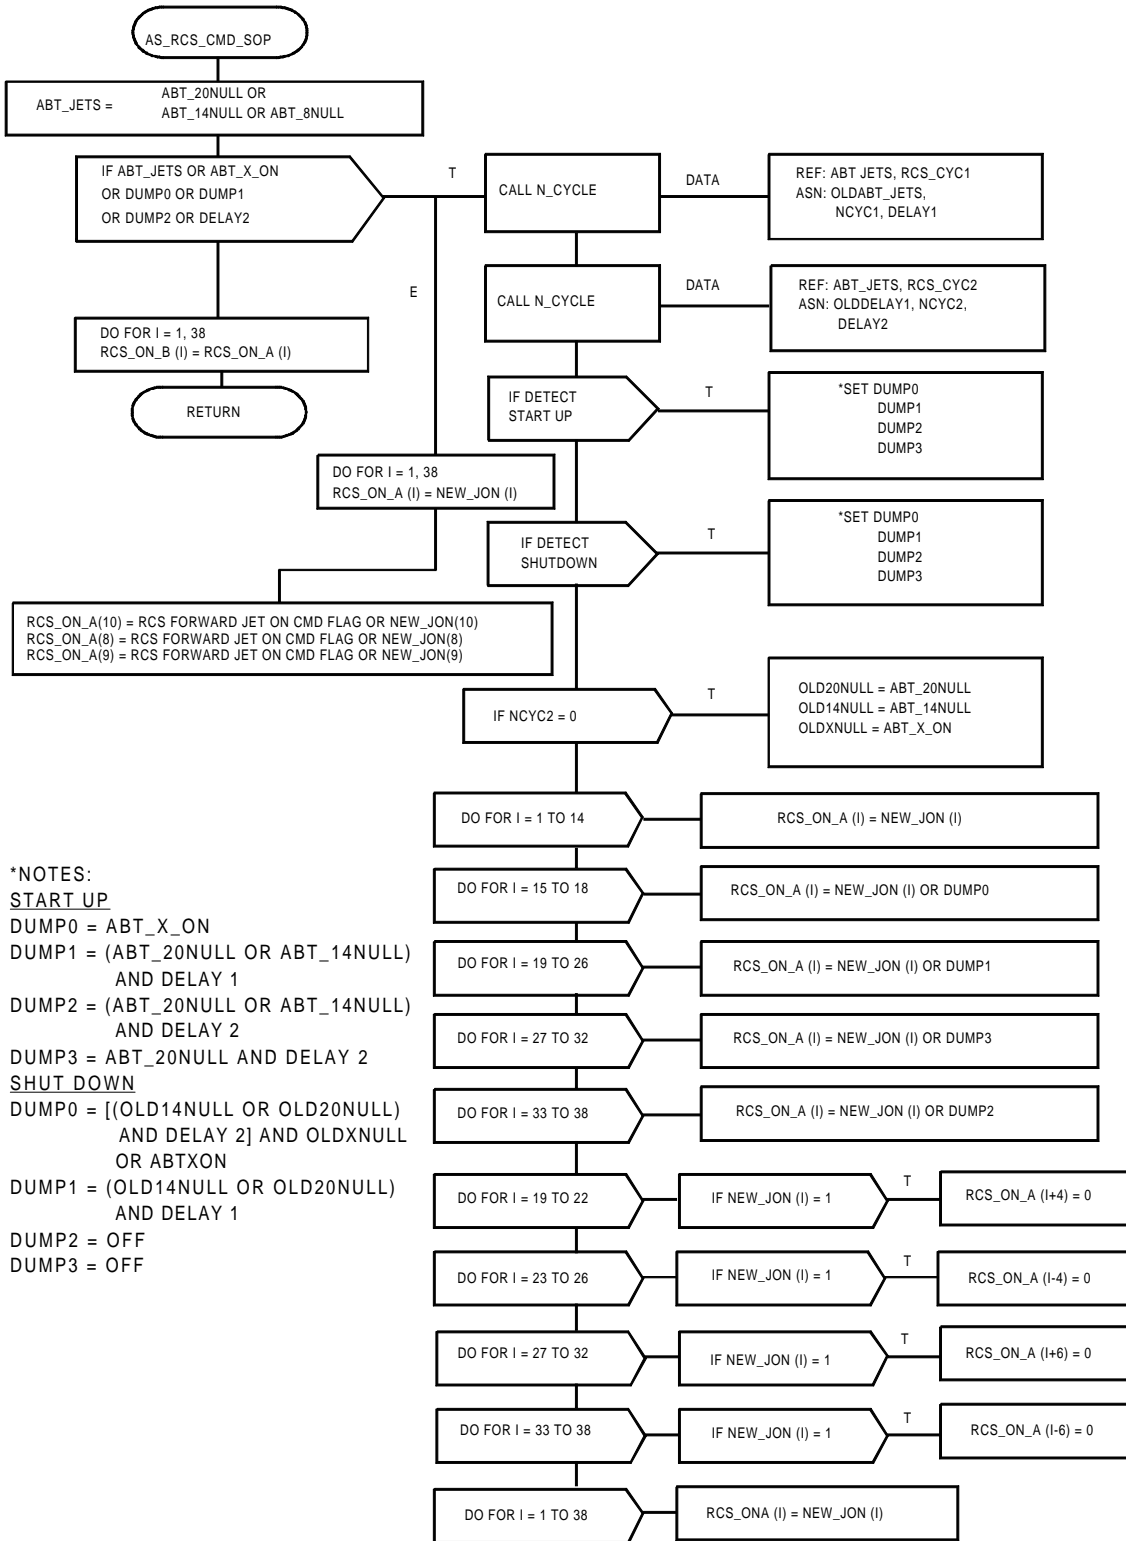 AS_RCS_CMD_SOP
ABT_JETS =
ABT_20NULL OR
ABT_14NULL OR ABT_8NULL
IF ABT_JETS OR ABT_X_ON
OR DUMP0 OR DUMP1
OR DUMP2 OR DELAY2
T
CALL N_CYCLE
DATA
REF: ABT JETS, RCS_CYC1
ASN: OLDABT_JETS,
NCYC1, DELAY1
E
CALL N_CYCLE
DATA
REF: ABT_JETS, RCS_CYC2
ASN: OLDDELAY1, NCYC2,
DELAY2
DO FOR I = 1, 38
RCS_ON_B (I) = RCS_ON_A (I)
RETURN
IF DETECT
START UP
T
*SET DUMP0
DUMP1
DUMP2
DUMP3
DO FOR I = 1, 38
RCS_ON_A (I) = NEW_JON (I)
IF DETECT
SHUTDOWN
T
*SET DUMP0
DUMP1
DUMP2
DUMP3
RCS_ON_A(10) = RCS FORWARD JET ON CMD FLAG OR NEW_JON(10)
RCS_ON_A(8) = RCS FORWARD JET ON CMD FLAG OR NEW_JON(8)
RCS_ON_A(9) = RCS FORWARD JET ON CMD FLAG OR NEW_JON(9)
IF NCYC2 = 0
T
OLD20NULL = ABT_20NULL
OLD14NULL = ABT_14NULL
OLDXNULL = ABT_X_ON
DO FOR I = 1 TO 14
RCS_ON_A (I) = NEW_JON (I)
DO FOR I = 15 TO 18
RCS_ON_A (I) = NEW_JON (I) OR DUMP0
DO FOR I = 19 TO 26
RCS_ON_A (I) = NEW_JON (I) OR DUMP1
DO FOR I = 27 TO 32
RCS_ON_A (I) = NEW_JON (I) OR DUMP3
DO FOR I = 33 TO 38
RCS_ON_A (I) = NEW_JON (I) OR DUMP2
DO FOR I = 19 TO 22
IF NEW_JON (I) = 1
T
RCS_ON_A (I+4) = 0
DO FOR I = 23 TO 26
IF NEW_JON (I) = 1
T
RCS_ON_A (I-4) = 0
DO FOR I = 27 TO 32
IF NEW_JON (I) = 1
T
RCS_ON_A (I+6) = 0
DO FOR I = 33 TO 38
IF NEW_JON (I) = 1
T
RCS_ON_A (I-6) = 0
DO FOR I = 1 TO 38
RCS_ONA (I) = NEW_JON (I)
*NOTES:
START UP
DUMP0 = ABT_X_ON
DUMP1 = (ABT_20NULL OR ABT_14NULL)
AND DELAY 1
DUMP2 = (ABT_20NULL OR ABT_14NULL)
AND DELAY 2
DUMP3 = ABT_20NULL AND DELAY 2
SHUT DOWN
DUMP0 = [(OLD14NULL OR OLD20NULL)
AND DELAY 2] AND OLDXNULL
OR ABTXON
DUMP1 = (OLD14NULL OR OLD20NULL)
AND DELAY 1
DUMP2 = OFF
DUMP3 = OFF